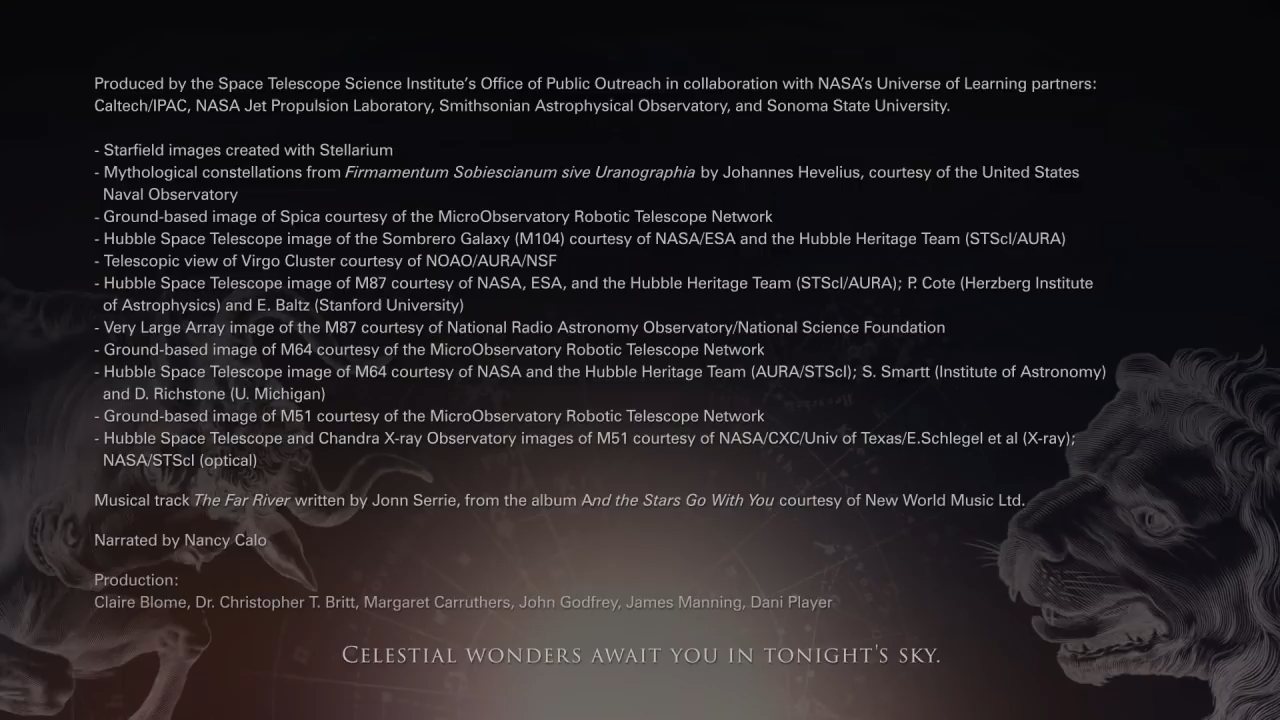 Produced by the Space Telescope Science Institute's Office of Public Outreach in collaboration with NASA's Universe of Learning partners:
Caltech/IPAC, NASA Jet Propulsion Laboratory, Smithsonian Astrophysical Observatory, and Sonoma State University.
- Starfield images created with Stellarium
- Mythological constellations from Firmamentum Sobiescianum sive Uranographia by Johannes Hevelius, courtesy of the United States
Naval Observatory
- Ground-based image of Spica courtesy of the MicroObservatory Robotic Telescope Network
- Hubble Space Telescope image of the Sombrero Galaxy (M104) courtesy of NASA/ESA and the Hubble Heritage Team (STScI/AURA)
- Telescopic view of Virgo Cluster courtesy of NOAO/AURA/NSF
- Hubble Space Telescope image of M87 courtesy of NASA, ESA, and the Hubble Heritage Team (STScI/AURA); P. Cote (Herzberg Institute
of Astrophysics) and E. Baltz (Stanford University)
- Very Large Array image of the M87 courtesy of National Radio Astronomy Observatory/National Science Foundation
- Ground-based image of M64 courtesy of the MicroObservatory Robotic Telescope Network
- Hubble Space Telescope image of M64 courtesy of NASA and the Hubble Heritage Team (AURA/STScI); S. Smartt (Institute of Astronomy)
and D. Richstone (U. Michigan)
- Ground-based image of M51 courtesy of the MicroObservatory Robotic Telescope Network
- Hubble Space Telescope and Chandra X-ray Observatory images of M51 courtesy of NASA/CXC/Univ of Texas/E.Schlegel et al (X-ray);
NASA/STScI (optical)
Musical track The Far River written by Jonn Serrie, from the album And the Stars Go With You courtesy of New World Music Ltd.
Narrated by Nancy Calo
Production:
Claire Blome, Dr. Christopher T. Britt, Margaret Carruthers, John Godfrey, James Manning, Dani Player
Celestial wonders await you in tonight's sky.